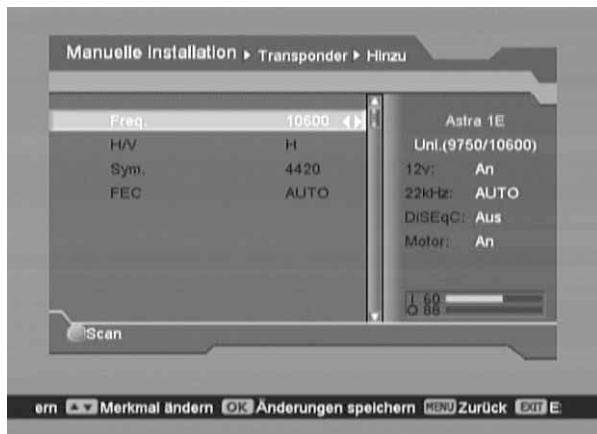 Manuelle Installation ▸ Transponder ▸ Hinzu
Freq. 10600
H/V H
Sym. 4420
FEC AUTO
Astra 1E
Uni.(9750/10600)
12v: An
22kHz: AUTO
DiSEqC: Aus
Motor: An
I 60
Q 86
Scan
ern Merkmal ändern OK Änderungen speichern MENU Zurück EXIT E